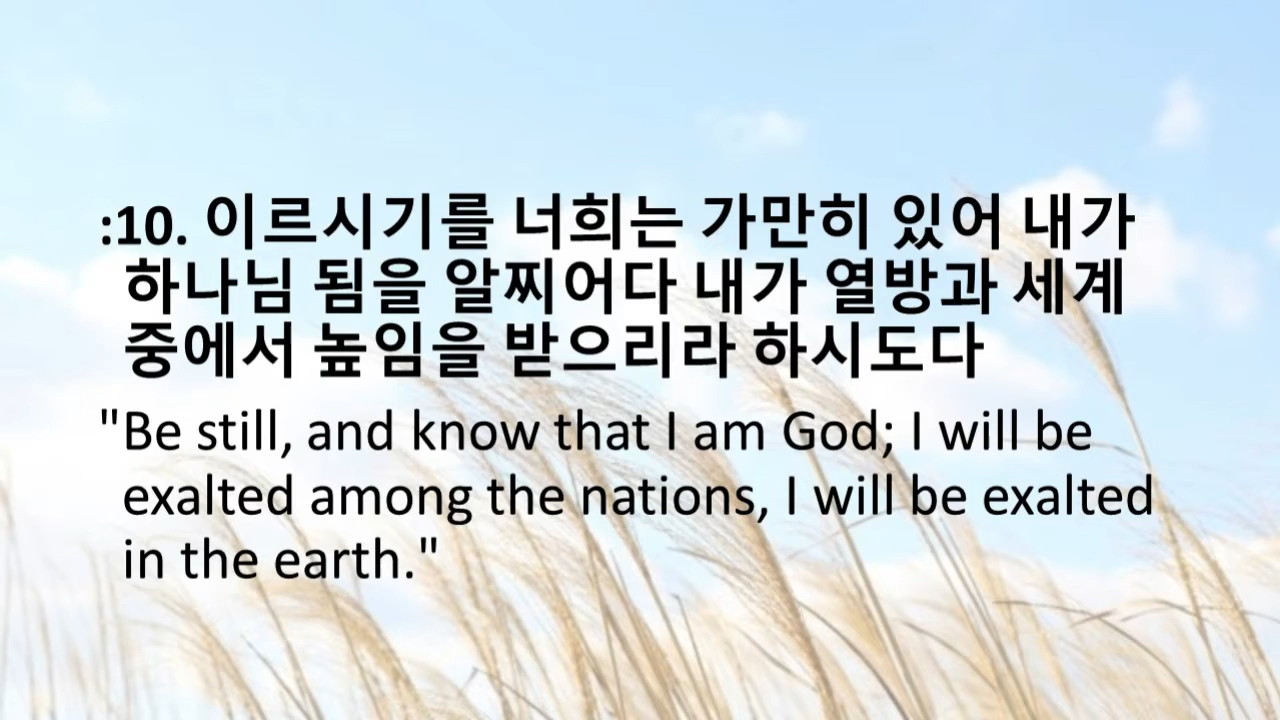 :10. 이르시기를 너희는 가만히 있어 내가
하나님 됨을 알찌어다 내가 열방과 세계
중에서 높임을 받으리라 하시도다
"Be still, and know that I am God; I will be
exalted among the nations, I will be exalted
in the earth."